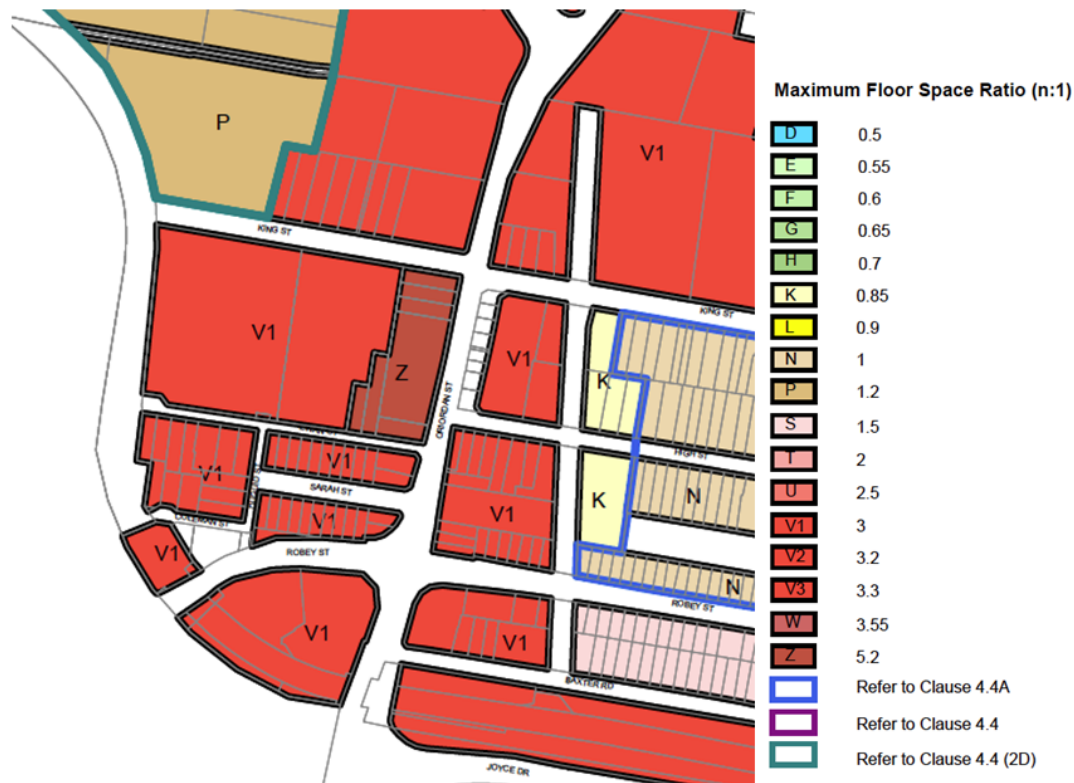 P
V1
KING ST
KING ST
V1
Z
V1
K
ORIORDAN ST
HIGH ST
V1
V1
SARAH ST
V1
V1
K
N
V1
ROBEY ST
N
ROBEY ST
V1
V1
BAXTER RD
JOYCE DR
Maximum Floor Space Ratio (n:1)
D 0.5
E 0.55
F 0.6
G 0.65
H 0.7
K 0.85
L 0.9
N 1
P 1.2
S 1.5
T 2
U 2.5
V1 3
V2 3.2
V3 3.3
W 3.55
Z 5.2
Refer to Clause 4.4A
Refer to Clause 4.4
Refer to Clause 4.4 (2D)